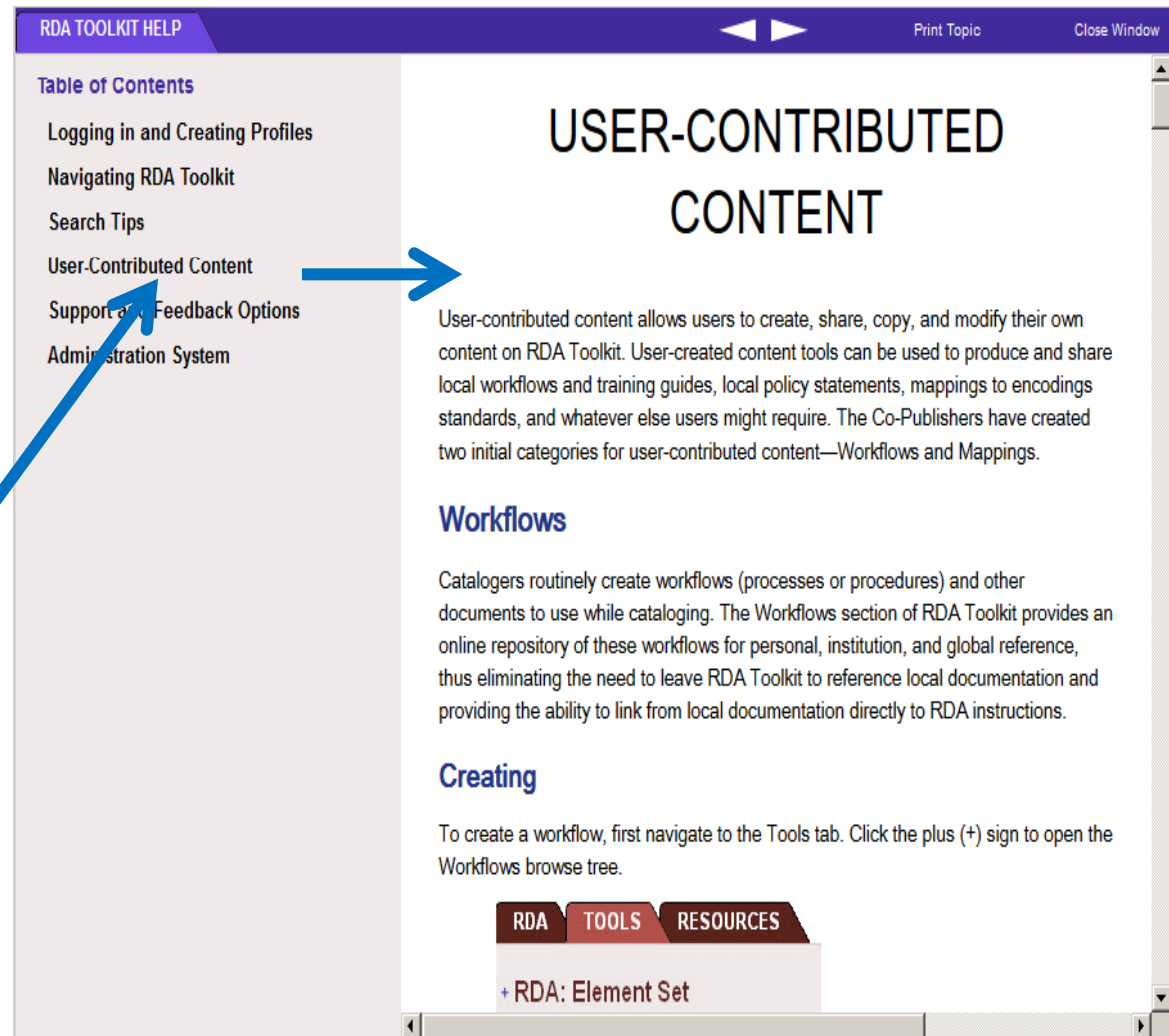 RDA TOOLKIT HELP
Print Topic
Close Window
Table of Contents
Logging in and Creating Profiles
Navigating RDA Toolkit
Search Tips
User-Contributed Content
Support and Feedback Options
Administration System
USER-CONTRIBUTED
CONTENT
User-contributed content allows users to create, share, copy, and modify their own
content on RDA Toolkit. User-created content tools can be used to produce and share
local workflows and training guides, local policy statements, mappings to encodings
standards, and whatever else users might require. The Co-Publishers have created
two initial categories for user-contributed content—Workflows and Mappings.
Workflows
Catalogers routinely create workflows (processes or procedures) and other
documents to use while cataloging. The Workflows section of RDA Toolkit provides an
online repository of these workflows for personal, institution, and global reference,
thus eliminating the need to leave RDA Toolkit to reference local documentation and
providing the ability to link from local documentation directly to RDA instructions.
Creating
To create a workflow, first navigate to the Tools tab. Click the plus (+) sign to open the
Workflows browse tree.
RDA TOOLS RESOURCES
+ RDA: Element Set